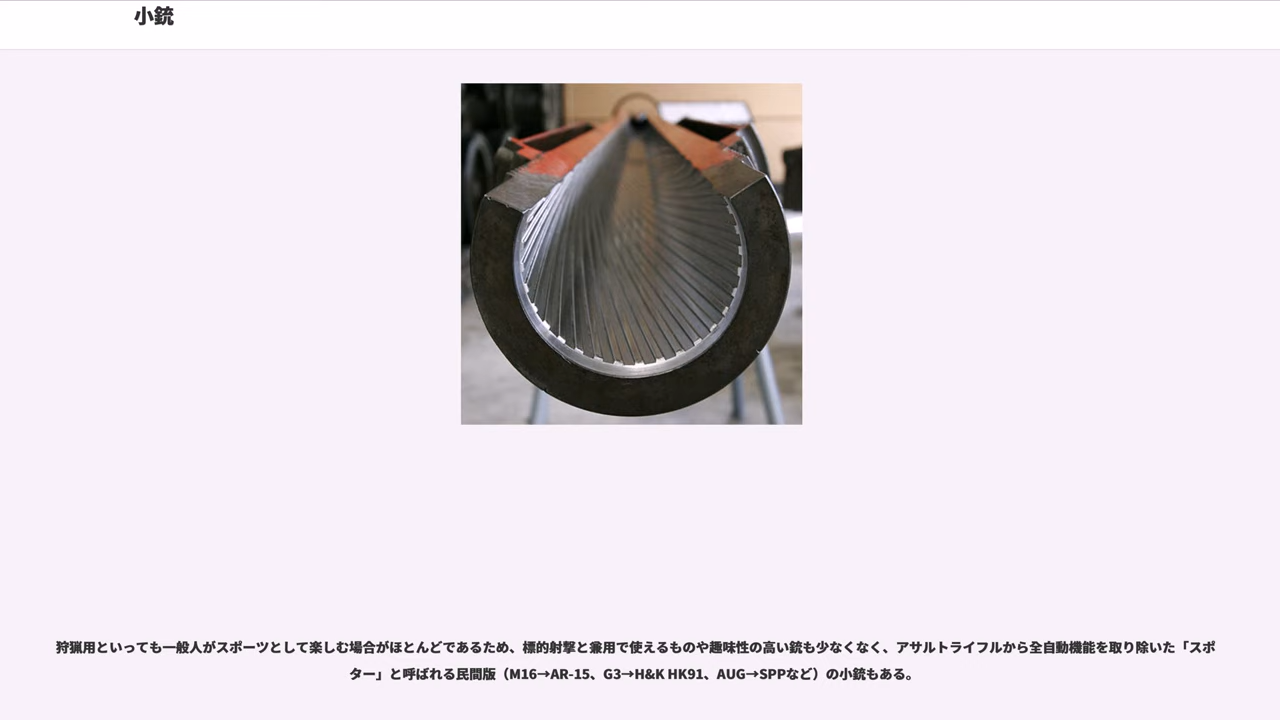 小銃
狩猟用といっても一般人がスポーツとして楽しむ場合がほとんどであるため、標的射撃と兼用で使えるものや趣味性の高い銃も少なくなく、アサルトライフルから全自動機能を取り除いた「スポ
ター」と呼ばれる民間版（M16→AR-15、G3→H&K HK91、AUG→SPPなど）の小銃もある。